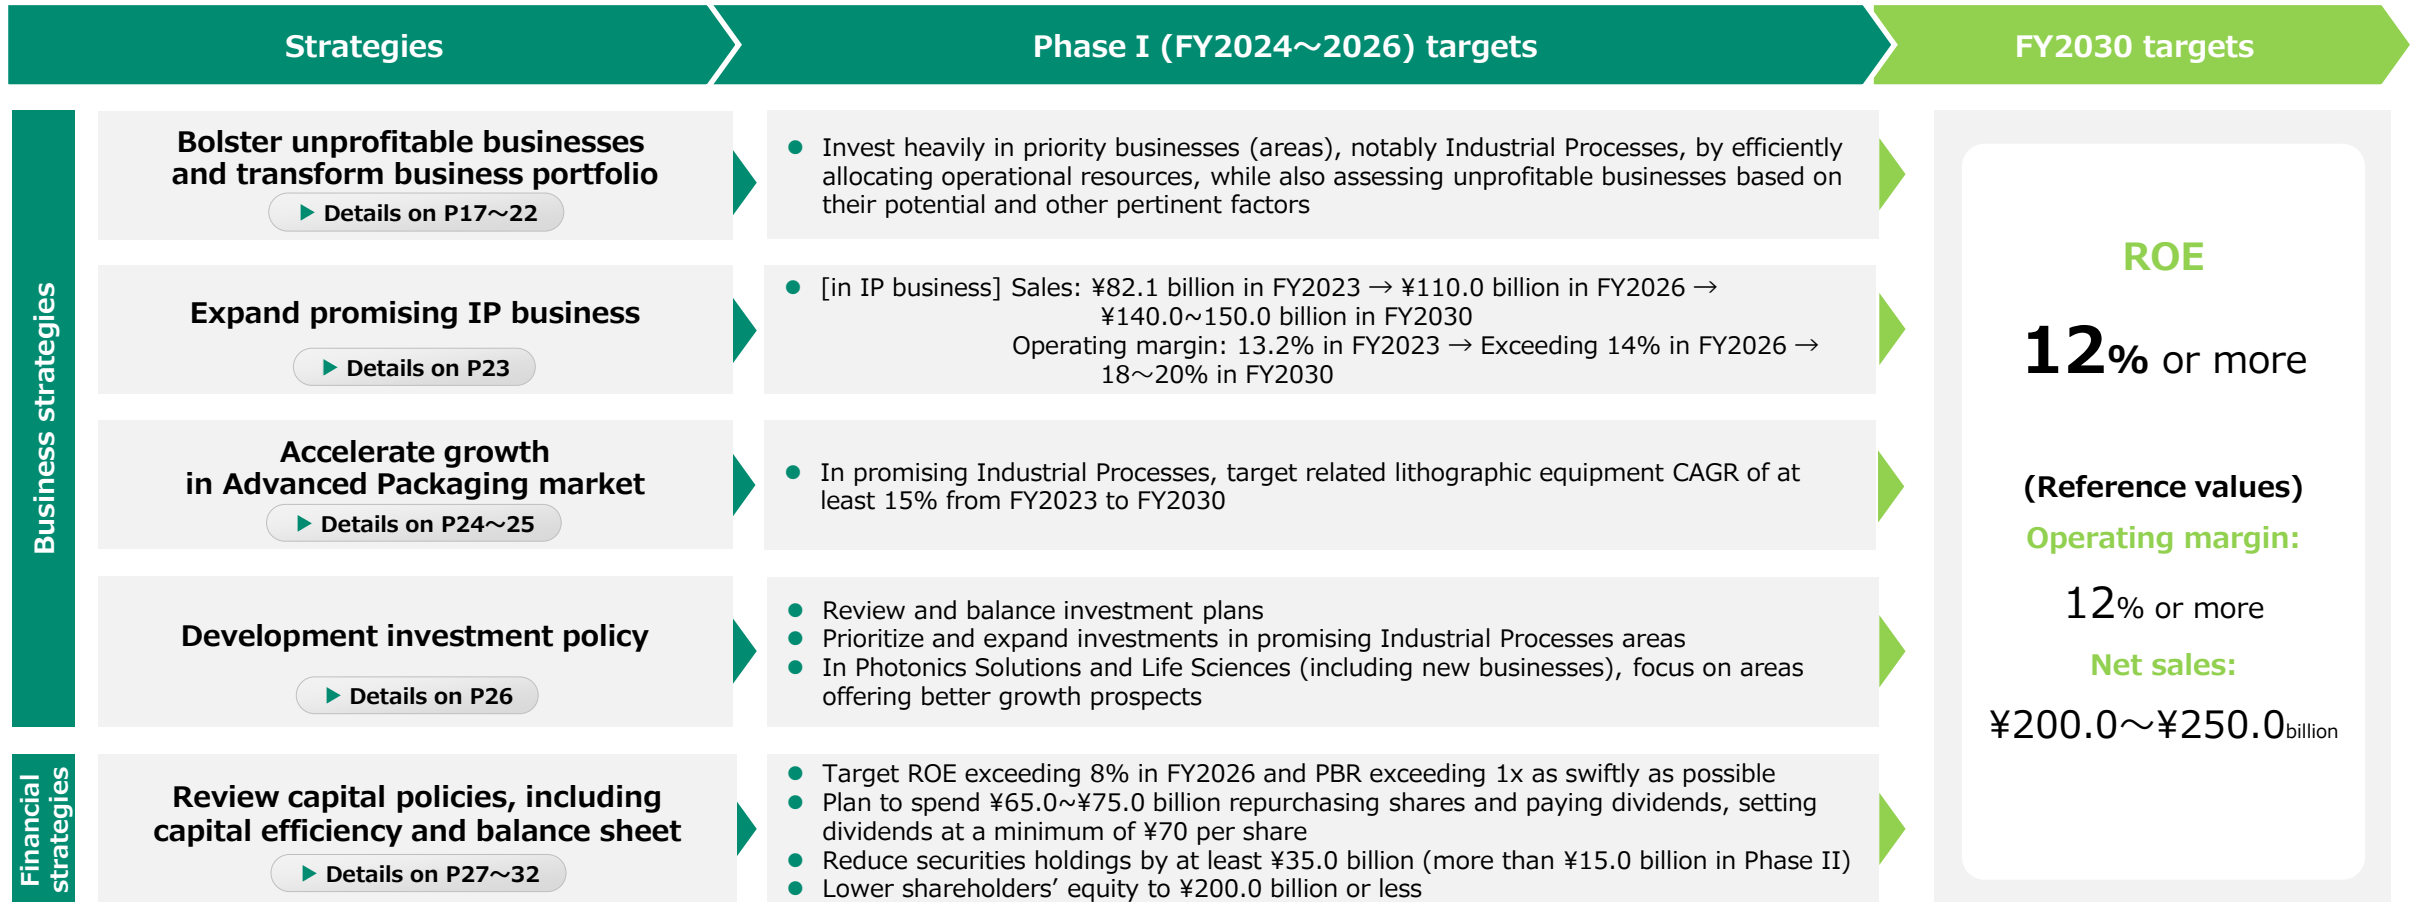 Strategies
Phase I (FY2024～2026) targets
FY2030 targets
Business strategies
Bolster unprofitable businesses
and transform business portfolio
▶ Details on P17～22
● Invest heavily in priority businesses (areas), notably Industrial Processes, by efficiently
allocating operational resources, while also assessing unprofitable businesses based on
their potential and other pertinent factors
Expand promising IP business
▶ Details on P23
● [in IP business] Sales: ¥82.1 billion in FY2023 → ¥110.0 billion in FY2026 →
¥140.0~150.0 billion in FY2030
Operating margin: 13.2% in FY2023 → Exceeding 14% in FY2026 →
18～20% in FY2030
Accelerate growth
in Advanced Packaging market
▶ Details on P24～25
● In promising Industrial Processes, target related lithographic equipment CAGR of at
least 15% from FY2023 to FY2030
Development investment policy
▶ Details on P26
● Review and balance investment plans
● Prioritize and expand investments in promising Industrial Processes areas
● In Photonics Solutions and Life Sciences (including new businesses), focus on areas
offering better growth prospects
Financial
strategies
Review capital policies, including
capital efficiency and balance sheet
▶ Details on P27～32
● Target ROE exceeding 8% in FY2026 and PBR exceeding 1x as swiftly as possible
● Plan to spend ¥65.0~¥75.0 billion repurchasing shares and paying dividends, setting
dividends at a minimum of ¥70 per share
● Reduce securities holdings by at least ¥35.0 billion (more than ¥15.0 billion in Phase II)
● Lower shareholders’ equity to ¥200.0 billion or less
ROE
12% or more
(Reference values)
Operating margin:
12% or more
Net sales:
¥200.0～¥250.0billion